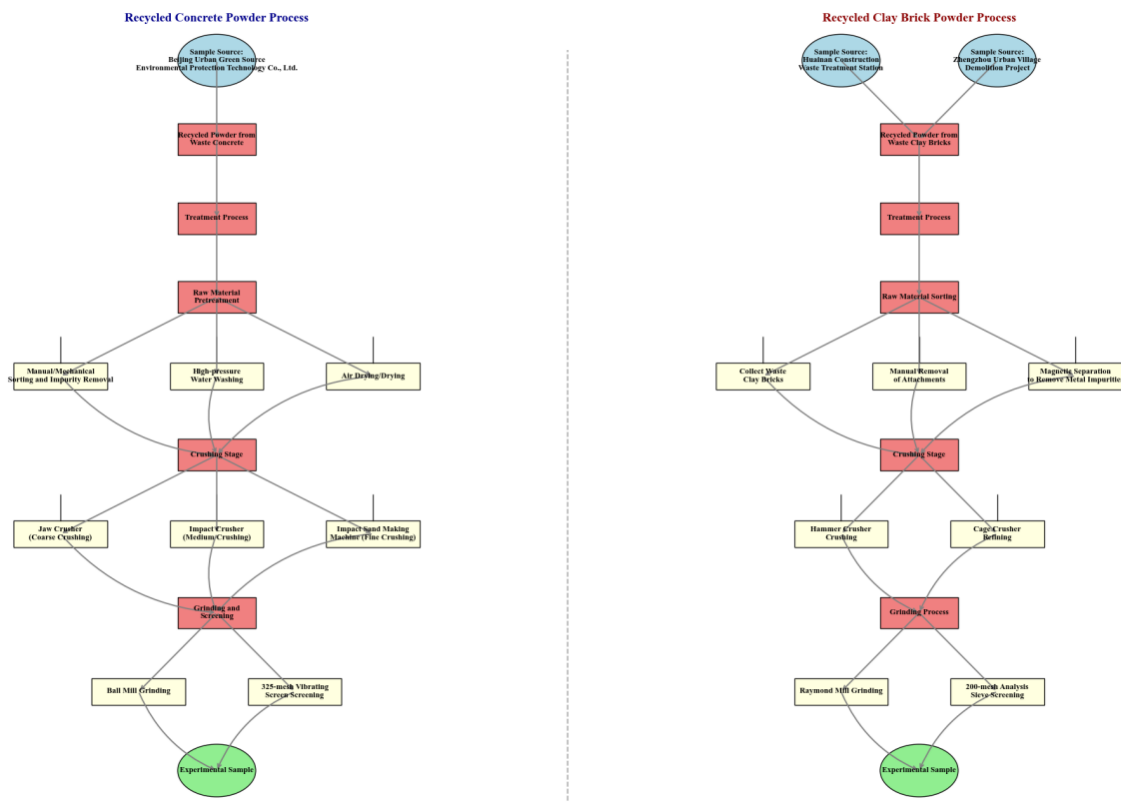 Recycled Concrete Powder Process
Sample Source:
Beijing Urban Green Source
Environmental Protection Technology Co., Ltd.
Recycled Powder from
Waste Concrete
Treatment Process
Raw Material
Pretreatment
Manual/Mechanical
Sorting and Impurity Removal
High-pressure
Water Washing
Air Drying/Drying
Crushing Stage
Jaw Crusher
(Coarse Crushing)
Impact Crusher
(Medium Crushing)
Impact Sand Making
Machine (Fine Crushing)
Grinding and
Screening
Ball Mill Grinding
325-mesh Vibrating
Screen Screening
Experimental Sample
Recycled Clay Brick Powder Process
Sample Source:
Huainan Construction
Waste Treatment Station
Sample Source:
Zhengzhou Urban Village
Demolition Project
Recycled Powder from
Waste Clay Bricks
Treatment Process
Raw Material Sorting
Collect Waste
Clay Bricks
Manual Removal
of Attachments
Magnetic Separation
to Remove Metal Impurities
Crushing Stage
Hammer Crusher
Crushing
Cage Crusher
Refining
Grinding Process
Raymond Mill Grinding
200-mesh Analysis
Sieve Screening
Experimental Sample